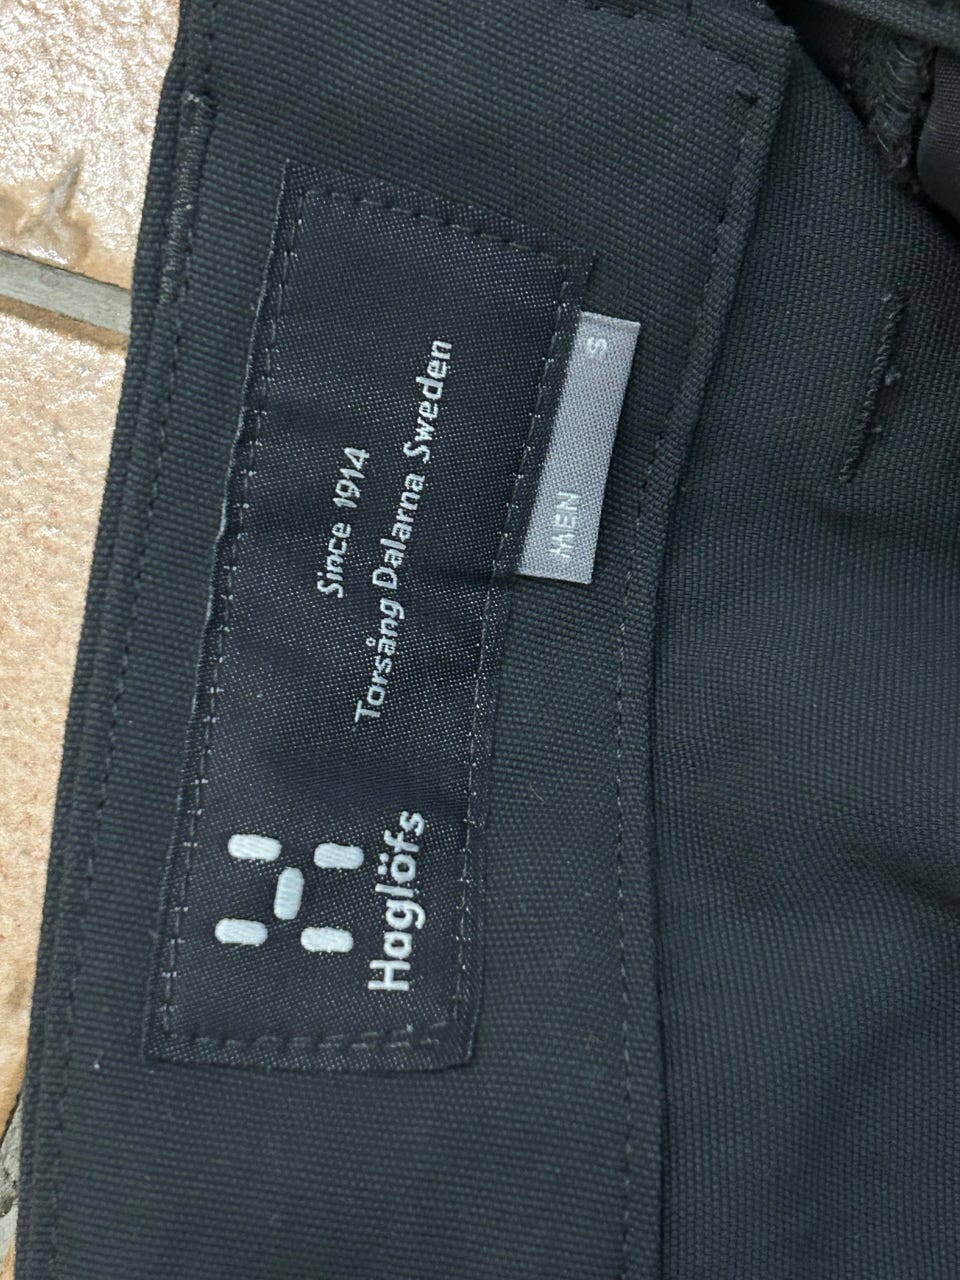 Haglöfs
Since 1914
Torsång Dalarna Sweden
MEN S